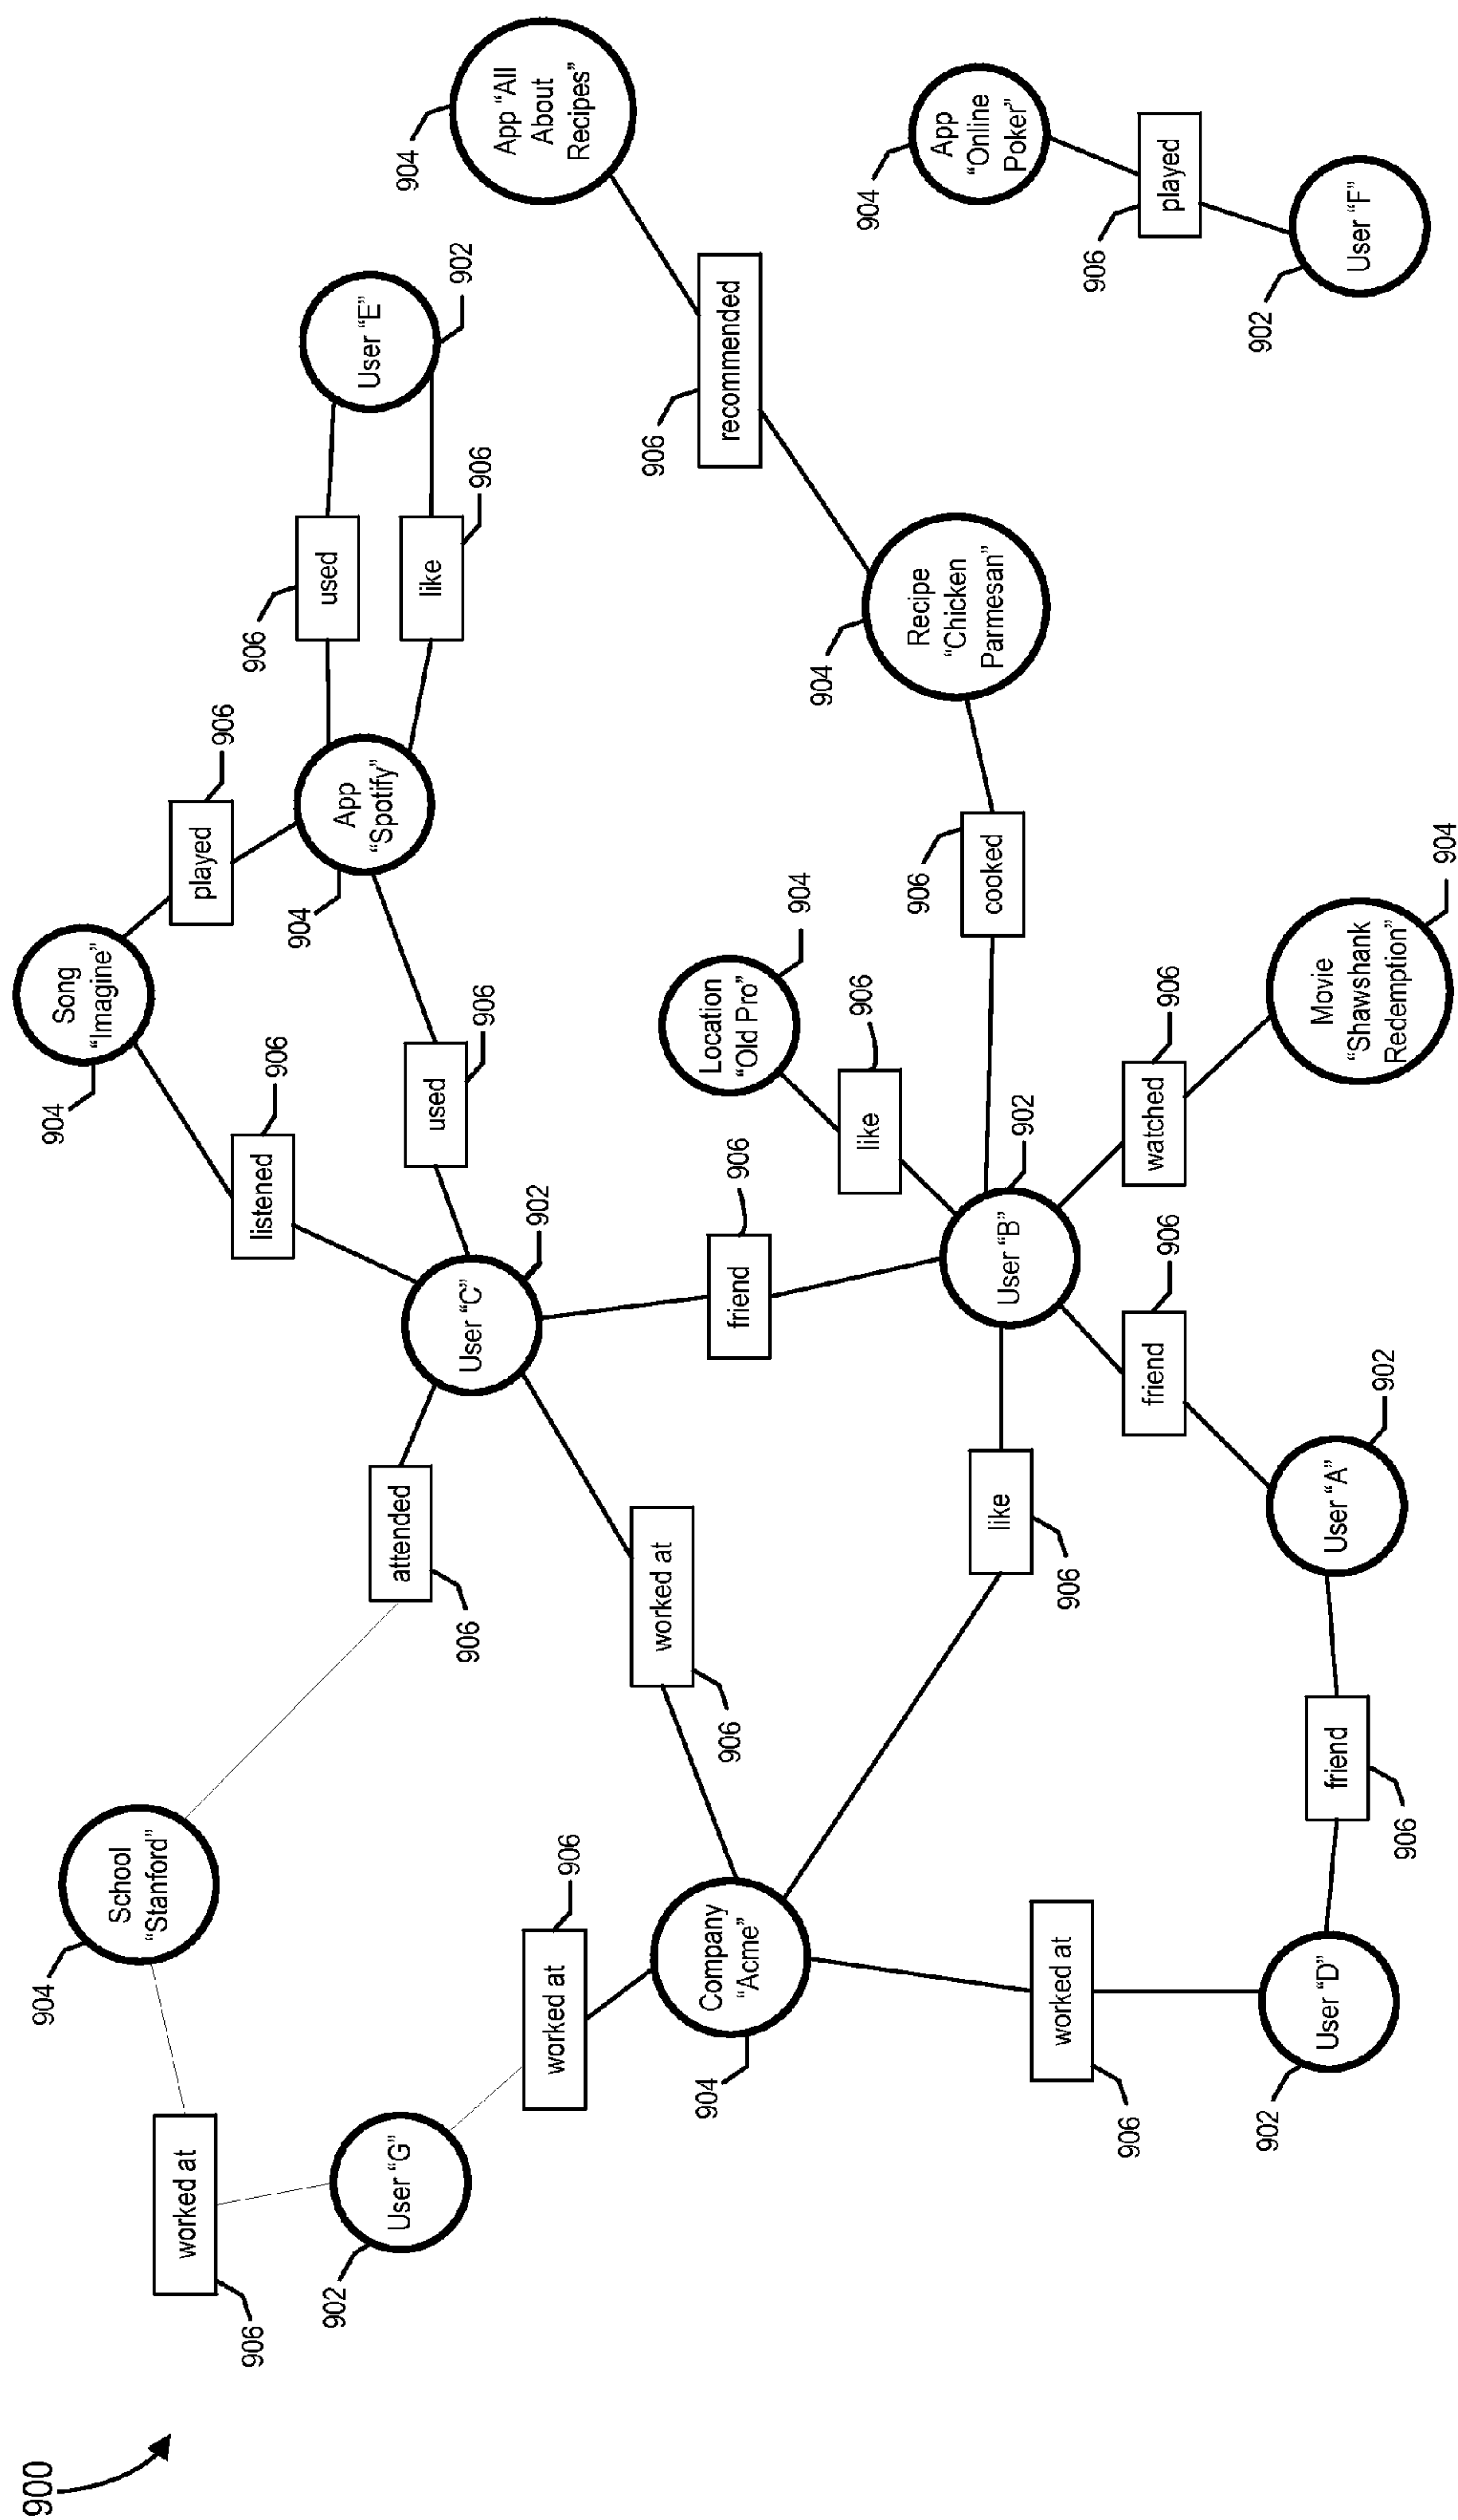 900
904
School
“Stanford”
906
worked at
902
User “G”
906
worked at
904
Company
“Acme”
906
worked at
902
User “D”
906
friend
902
User “A”
906
friend
906
like
906
worked at
906
attended
902
User “C”
906
friend
902
User “B”
906
listened
904
Song
“Imagine”
906
played
906
used
904
App
“Spotify”
906
used
906
like
902
User “E”
906
like
904
Location
“Old Pro”
906
watched
904
Movie
“Shawshank
Redemption”
906
cooked
904
Recipe
“Chicken
Parmesan”
906
recommended
904
App “All
About
Recipes”
904
App
“Online
Poker”
906
played
902
User “F”